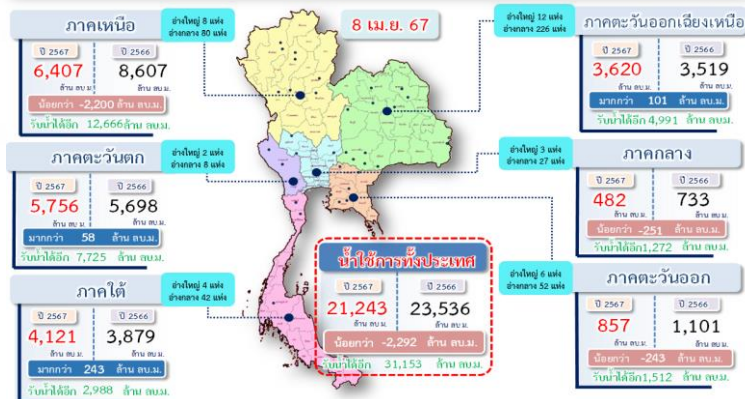 8 เม.ย. 67
ภาคเหนือ
ปี 2567 ปี 2566
6,407 8,607
ล้าน ลบ.ม. ล้าน ลบ.ม.
น้อยกว่า -2,200 ล้าน ลบ.ม.
รับน้ำได้อีก 12,666 ล้าน ลบ.ม.
อ่างใหญ่ 8 แห่ง
อ่างกลาง 80 แห่ง
อ่างใหญ่ 12 แห่ง
อ่างกลาง 226 แห่ง
ภาคตะวันออกเฉียงเหนือ
ปี 2567 ปี 2566
3,620 3,519
ล้าน ลบ.ม. ล้าน ลบ.ม.
มากกว่า 101 ล้าน ลบ.ม.
รับน้ำได้อีก 4,991 ล้าน ลบ.ม.
ภาคตะวันตก
ปี 2567 ปี 2566
5,756 5,698
ล้าน ลบ.ม. ล้าน ลบ.ม.
มากกว่า 58 ล้าน ลบ.ม.
รับน้ำได้อีก 7,725 ล้าน ลบ.ม.
อ่างใหญ่ 2 แห่ง
อ่างกลาง 8 แห่ง
อ่างใหญ่ 3 แห่ง
อ่างกลาง 27 แห่ง
ภาคกลาง
ปี 2567 ปี 2566
482 733
ล้าน ลบ.ม. ล้าน ลบ.ม.
น้อยกว่า -251 ล้าน ลบ.ม.
รับน้ำได้อีก 1,272 ล้าน ลบ.ม.
ภาคใต้
ปี 2567 ปี 2566
4,121 3,879
ล้าน ลบ.ม. ล้าน ลบ.ม.
มากกว่า 243 ล้าน ลบ.ม.
รับน้ำได้อีก 2,988 ล้าน ลบ.ม.
อ่างใหญ่ 4 แห่ง
อ่างกลาง 42 แห่ง
น้ำใช้การทั้งประเทศ
ปี 2567 ปี 2566
21,243 23,536
ล้าน ลบ.ม. ล้าน ลบ.ม.
น้อยกว่า -2,292 ล้าน ลบ.ม.
รับน้ำได้อีก 31,153 ล้าน ลบ.ม.
อ่างใหญ่ 6 แห่ง
อ่างกลาง 52 แห่ง
ภาคตะวันออก
ปี 2567 ปี 2566
857 1,101
ล้าน ลบ.ม. ล้าน ลบ.ม.
น้อยกว่า -243 ล้าน ลบ.ม.
รับน้ำได้อีก 1,512 ล้าน ลบ.ม.